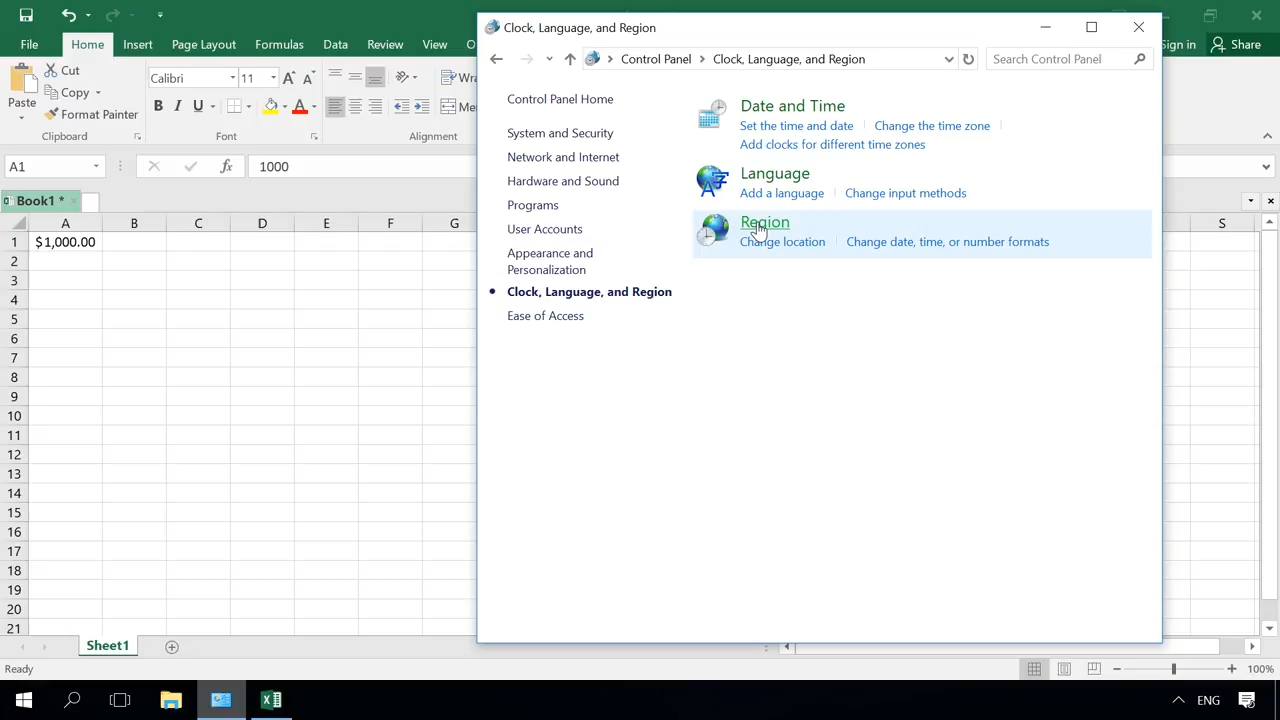 Clock, Language, and Region
Sign in
Share
File
Home
Insert
Page Layout
Formulas
Data
Review
View
Control Panel
Clock, Language, and Region
Search Control Panel
Paste
Cut
Copy
Format Painter
Clipboard
Calibri
11
B I U
Font
Alignment
A1
fx
1000
Book1 *
A B C D E F G S
$1,000.00
2
3
4
5
6
7
8
9
10
11
12
13
14
15
16
17
18
19
20
21
Control Panel Home
System and Security
Network and Internet
Hardware and Sound
Programs
User Accounts
Appearance and
Personalization
Clock, Language, and Region
Ease of Access
Date and Time
Set the time and date
Change the time zone
Add clocks for different time zones
Language
Add a language
Change input methods
Region
Change location
Change date, time, or number formats
Sheet1
Ready
100%
ENG